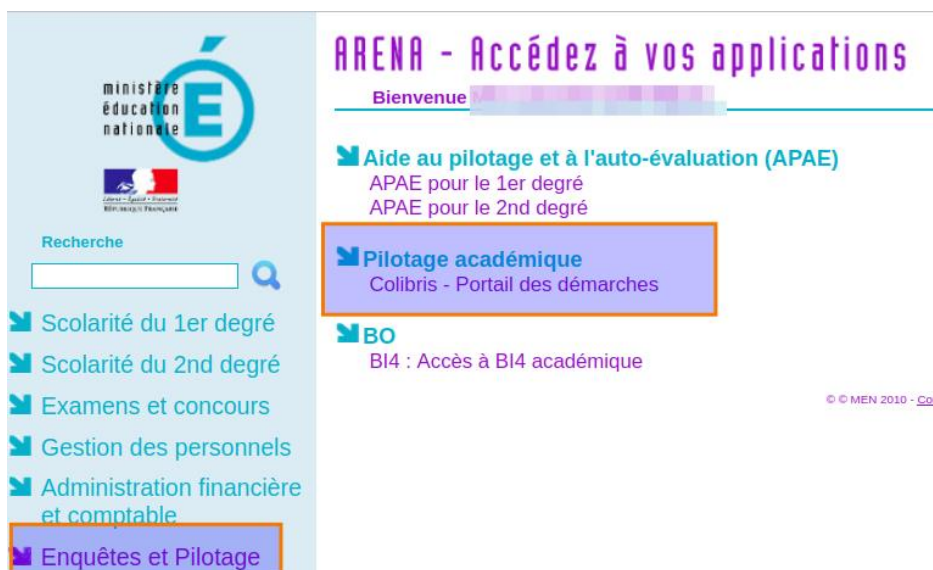 ministère
éducation
nationale
É
Liberté • Égalité • Fraternité
RÉPUBLIQUE FRANÇAISE
Recherche
Scolarité du 1er degré
Scolarité du 2nd degré
Examens et concours
Gestion des personnels
Administration financière
et comptable
Enquêtes et Pilotage
ARENA - Accédez à vos applications
Bienvenue
Aide au pilotage et à l'auto-évaluation (APAE)
APAE pour le 1er degré
APAE pour le 2nd degré
Pilotage académique
Colibris - Portail des démarches
BO
BI4 : Accès à BI4 académique
© © MEN 2010 - Co